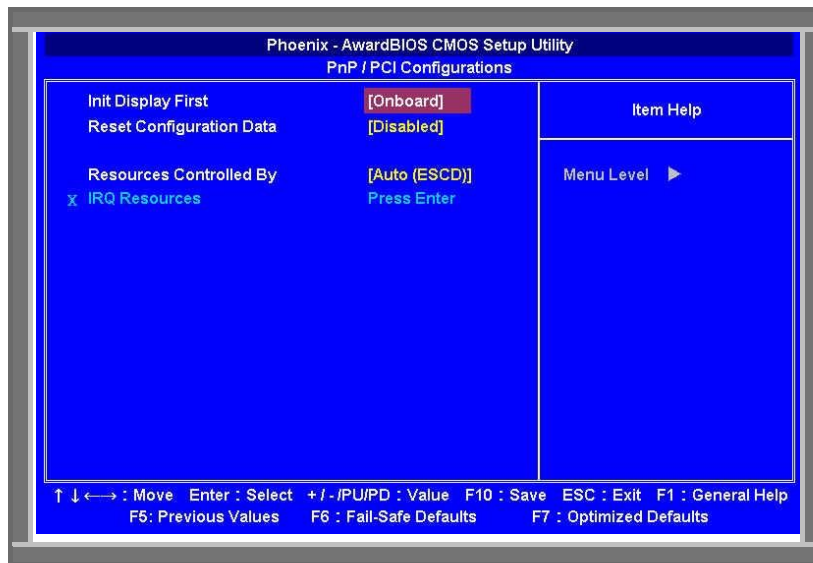 Phoenix - AwardBIOS CMOS Setup Utility
PnP / PCI Configurations
Init Display First [Onboard]
Reset Configuration Data [Disabled]
Resources Controlled By [Auto (ESCD)]
X IRQ Resources Press Enter
Item Help
Menu Level ▶
↑↓←→ : Move Enter : Select + / - /PU/PD : Value F10 : Save ESC : Exit F1 : General Help
F5: Previous Values F6 : Fail-Safe Defaults F7 : Optimized Defaults